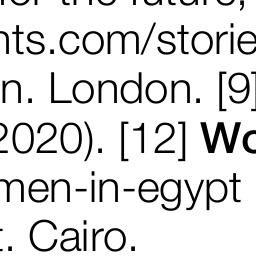 for the future,
nts.com/storie
n. London. [9]
2020). [12] Wo
men-in-egypt
t. Cairo.